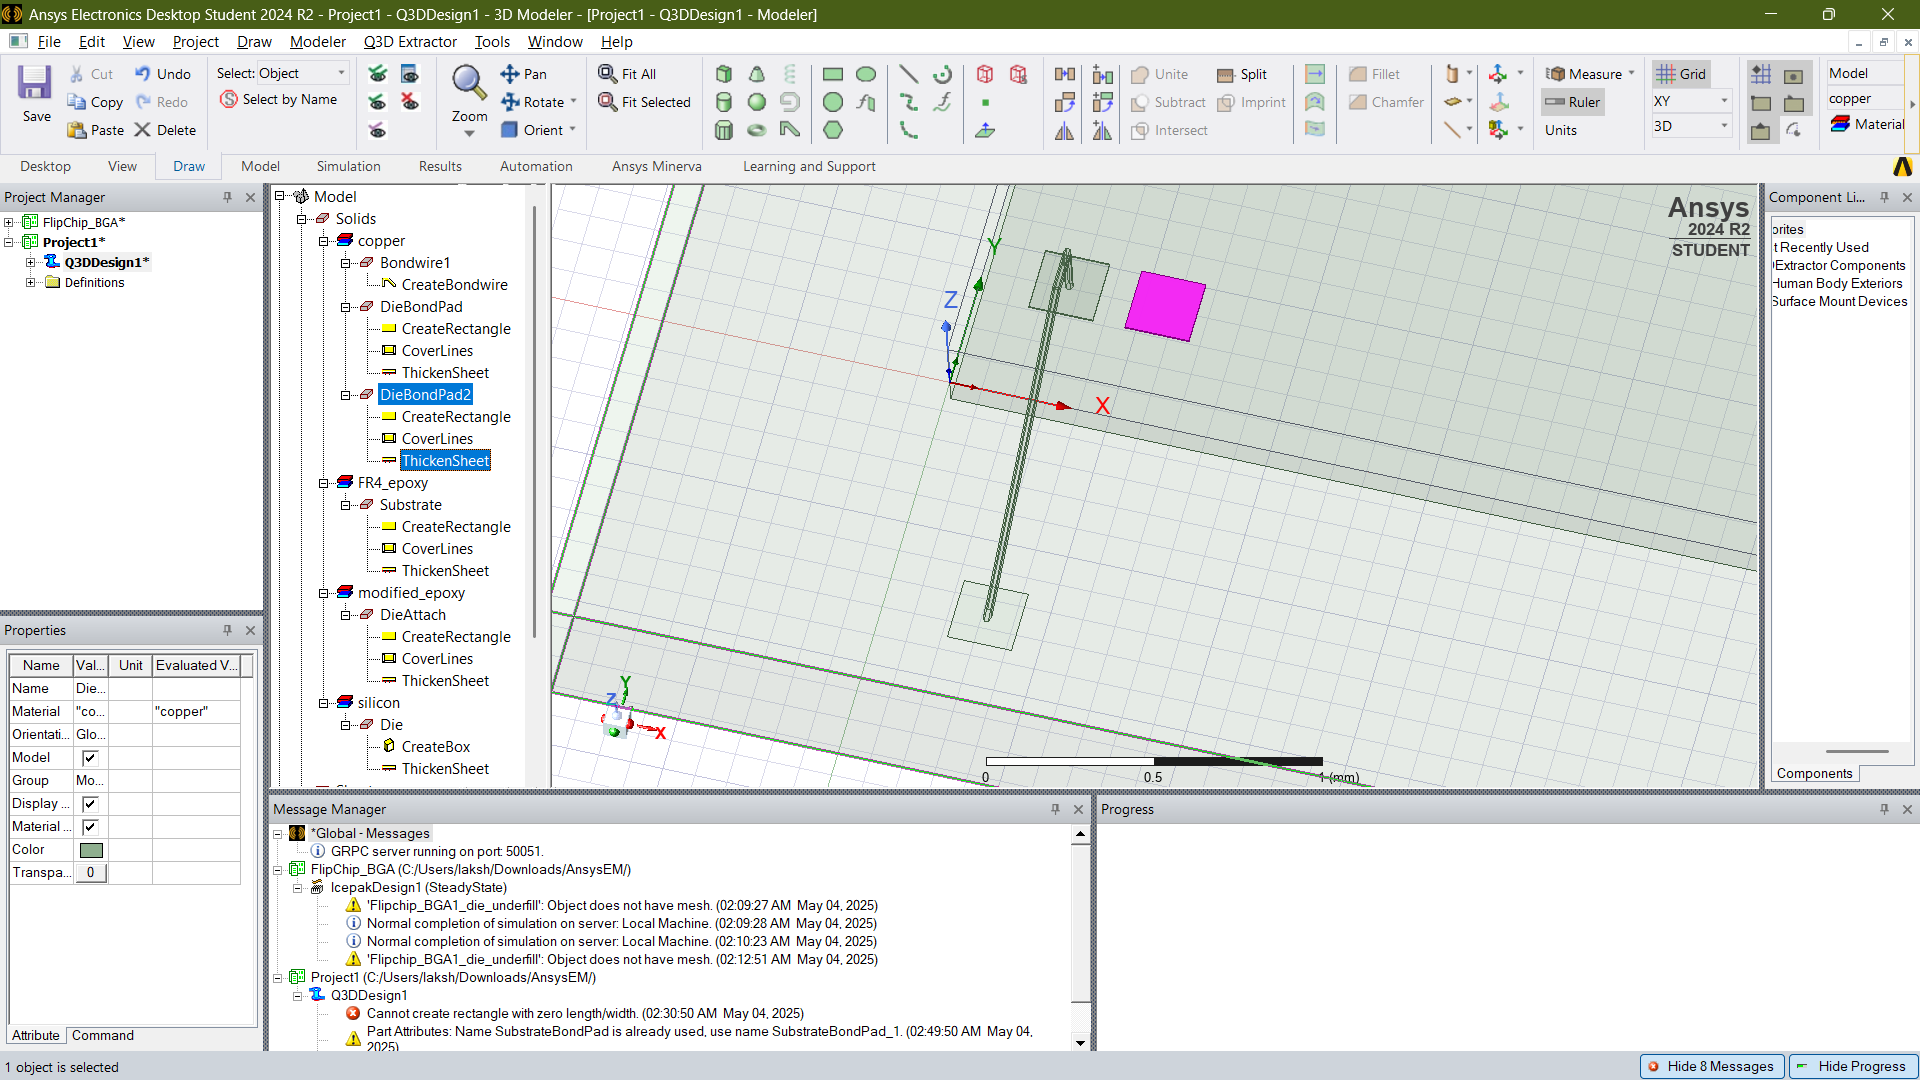 Ansys Electronics Desktop Student 2024 R2 - Project1 - Q3DDesign1 - 3D Modeler - [Project1 - Q3DDesign1 - Modeler]
File Edit View Project Draw Modeler Q3D Extractor Tools Window Help
Save
Cut
Copy
Paste
Undo
Redo
Delete
Select: Object
Select by Name
Zoom
Pan
Rotate
Orient
Fit All
Fit Selected
Unite
Subtract
Intersect
Split
Imprint
Fillet
Chamfer
Measure
Ruler
Units
Grid
XY
3D
Model
copper
Material
Desktop View Draw Model Simulation Results Automation Ansys Minerva Learning and Support
Project Manager
FlipChip_BGA*
Project1*
Q3DDesign1*
Definitions
Properties
Name Val... Unit Evaluated V...
Name Die...
Material "co... "copper"
Orientati... Glo...
Model
Group Mo...
Display ...
Material ...
Color
Transpa... 0
Attribute Command
Model
Solids
copper
Bondwire1
CreateBondwire
DieBondPad
CreateRectangle
CoverLines
ThickenSheet
DieBondPad2
CreateRectangle
CoverLines
ThickenSheet
FR4_epoxy
Substrate
CreateRectangle
CoverLines
ThickenSheet
modified_epoxy
DieAttach
CreateRectangle
CoverLines
ThickenSheet
silicon
Die
CreateBox
ThickenSheet
Ansys
2024 R2
STUDENT
Y
Z
X
Y
Z
X
0 0.5 1 (mm)
Component Li...
orites
t Recently Used
Extractor Components
Human Body Exteriors
Surface Mount Devices
Components
Message Manager
*Global - Messages
GRPC server running on port: 50051.
FlipChip_BGA (C:/Users/laksh/Downloads/AnsysEM/)
IcepakDesign1 (SteadyState)
'Flipchip_BGA1_die_underfill': Object does not have mesh. (02:09:27 AM May 04, 2025)
Normal completion of simulation on server: Local Machine. (02:09:28 AM May 04, 2025)
Normal completion of simulation on server: Local Machine. (02:10:23 AM May 04, 2025)
'Flipchip_BGA1_die_underfill': Object does not have mesh. (02:12:51 AM May 04, 2025)
Project1 (C:/Users/laksh/Downloads/AnsysEM/)
Q3DDesign1
Cannot create rectangle with zero length/width. (02:30:50 AM May 04, 2025)
Part Attributes: Name SubstrateBondPad is already used, use name SubstrateBondPad_1. (02:49:50 AM May 04,
2025)
Progress
1 object is selected
Hide 8 Messages
Hide Progress